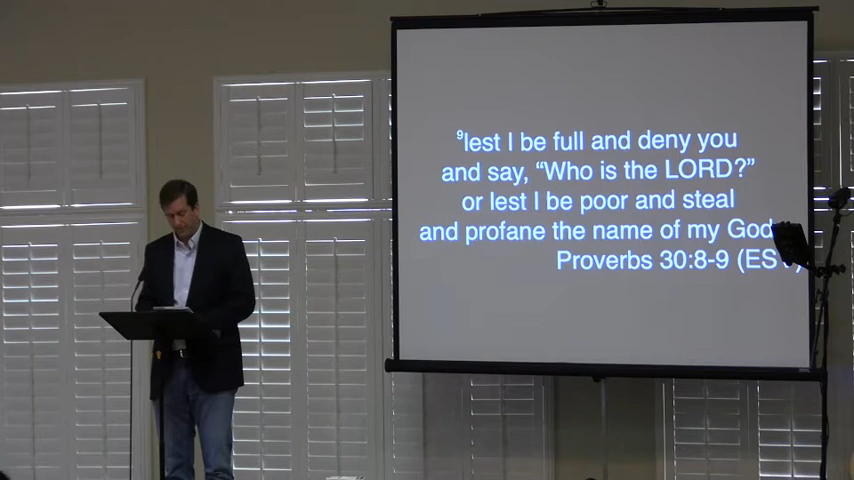 ⁹lest I be full and deny you
and say, “Who is the LORD?”
or lest I be poor and steal
and profane the name of my God.
Proverbs 30:8-9 (ESV)